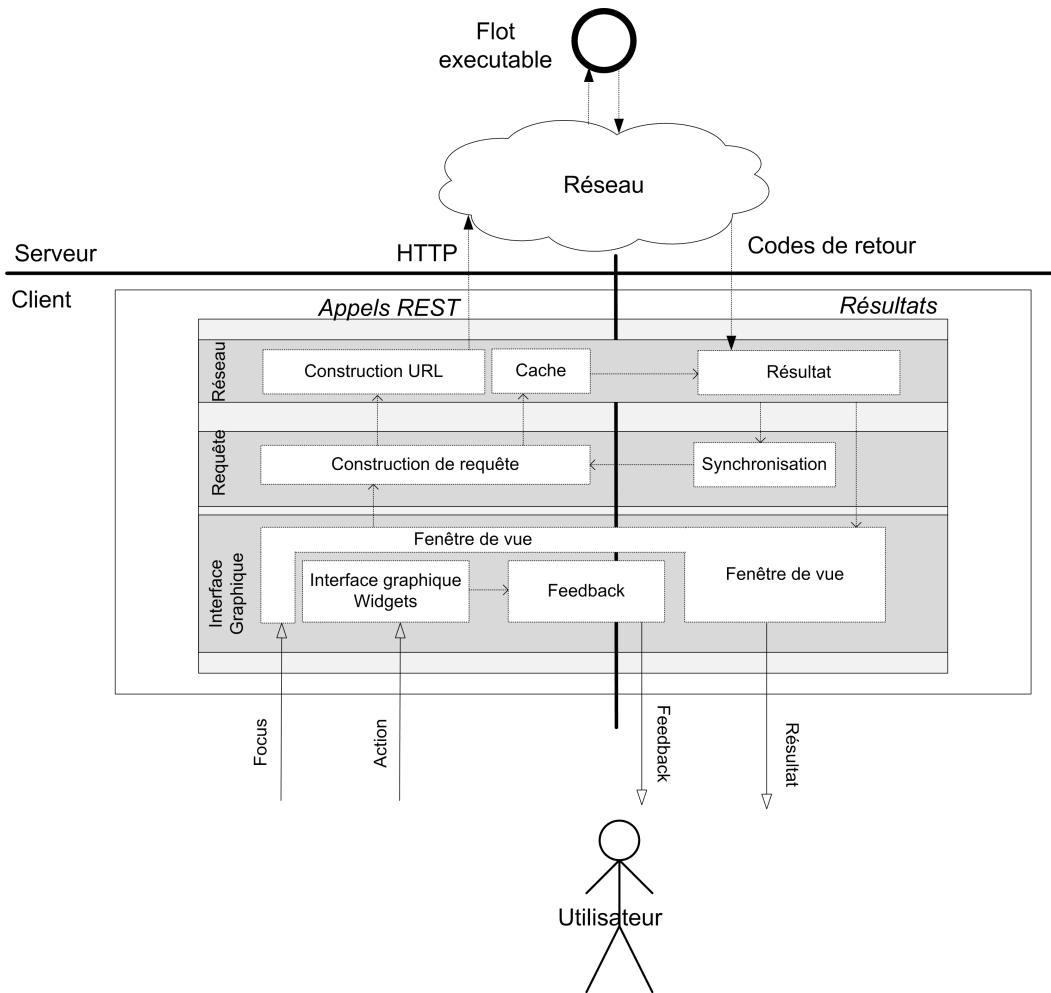 Flot
executable
Réseau
Serveur
HTTP
Codes de retour
Client
Appels REST
Résultats
Réseau
Construction URL
Cache
Résultat
Requête
Construction de requête
Synchronisation
Interface
Graphique
Fenêtre de vue
Interface graphique
Widgets
Feedback
Fenêtre de vue
Focus
Action
Feedback
Résultat
Utilisateur